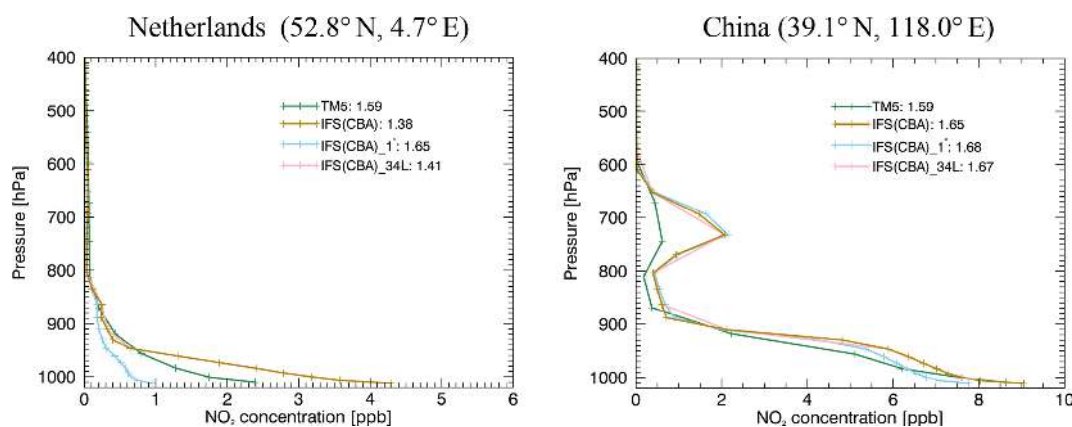 Netherlands (52.8° N, 4.7° E)
China (39.1° N, 118.0° E)
400
500
600
700
800
900
1000
Pressure [hPa]
TM5: 1.59
IFS(CBA): 1.38
IFS(CBA)_1°: 1.65
IFS(CBA)_34L: 1.41
0 1 2 3 4 5 6
NO₂ concentration [ppb]
400
500
600
700
800
900
1000
Pressure [hPa]
TM5: 1.59
IFS(CBA): 1.65
IFS(CBA)_1°: 1.68
IFS(CBA)_34L: 1.67
0 2 4 6 8 10
NO₂ concentration [ppb]